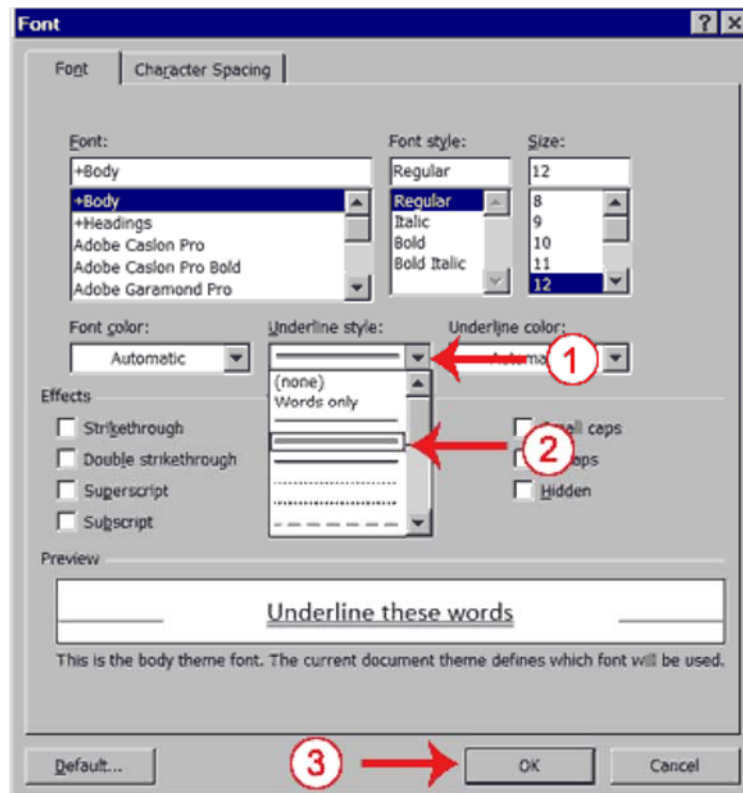 Font
Font Character Spacing
Font: Font style: Size:
+Body Regular 12
+Body Regular 8
+Headings Italic 9
Adobe Caslon Pro Bold 10
Adobe Caslon Pro Bold Bold Italic 11
Adobe Garamond Pro 12
Font color: Underline style: Underline color:
Automatic 1
(none)
Words only
Effects
Strikethrough 2 caps
Double strikethrough
Superscript Hidden
Subscript
Preview
Underline these words
This is the body theme font. The current document theme defines which font will be used.
Default... 3 OK Cancel